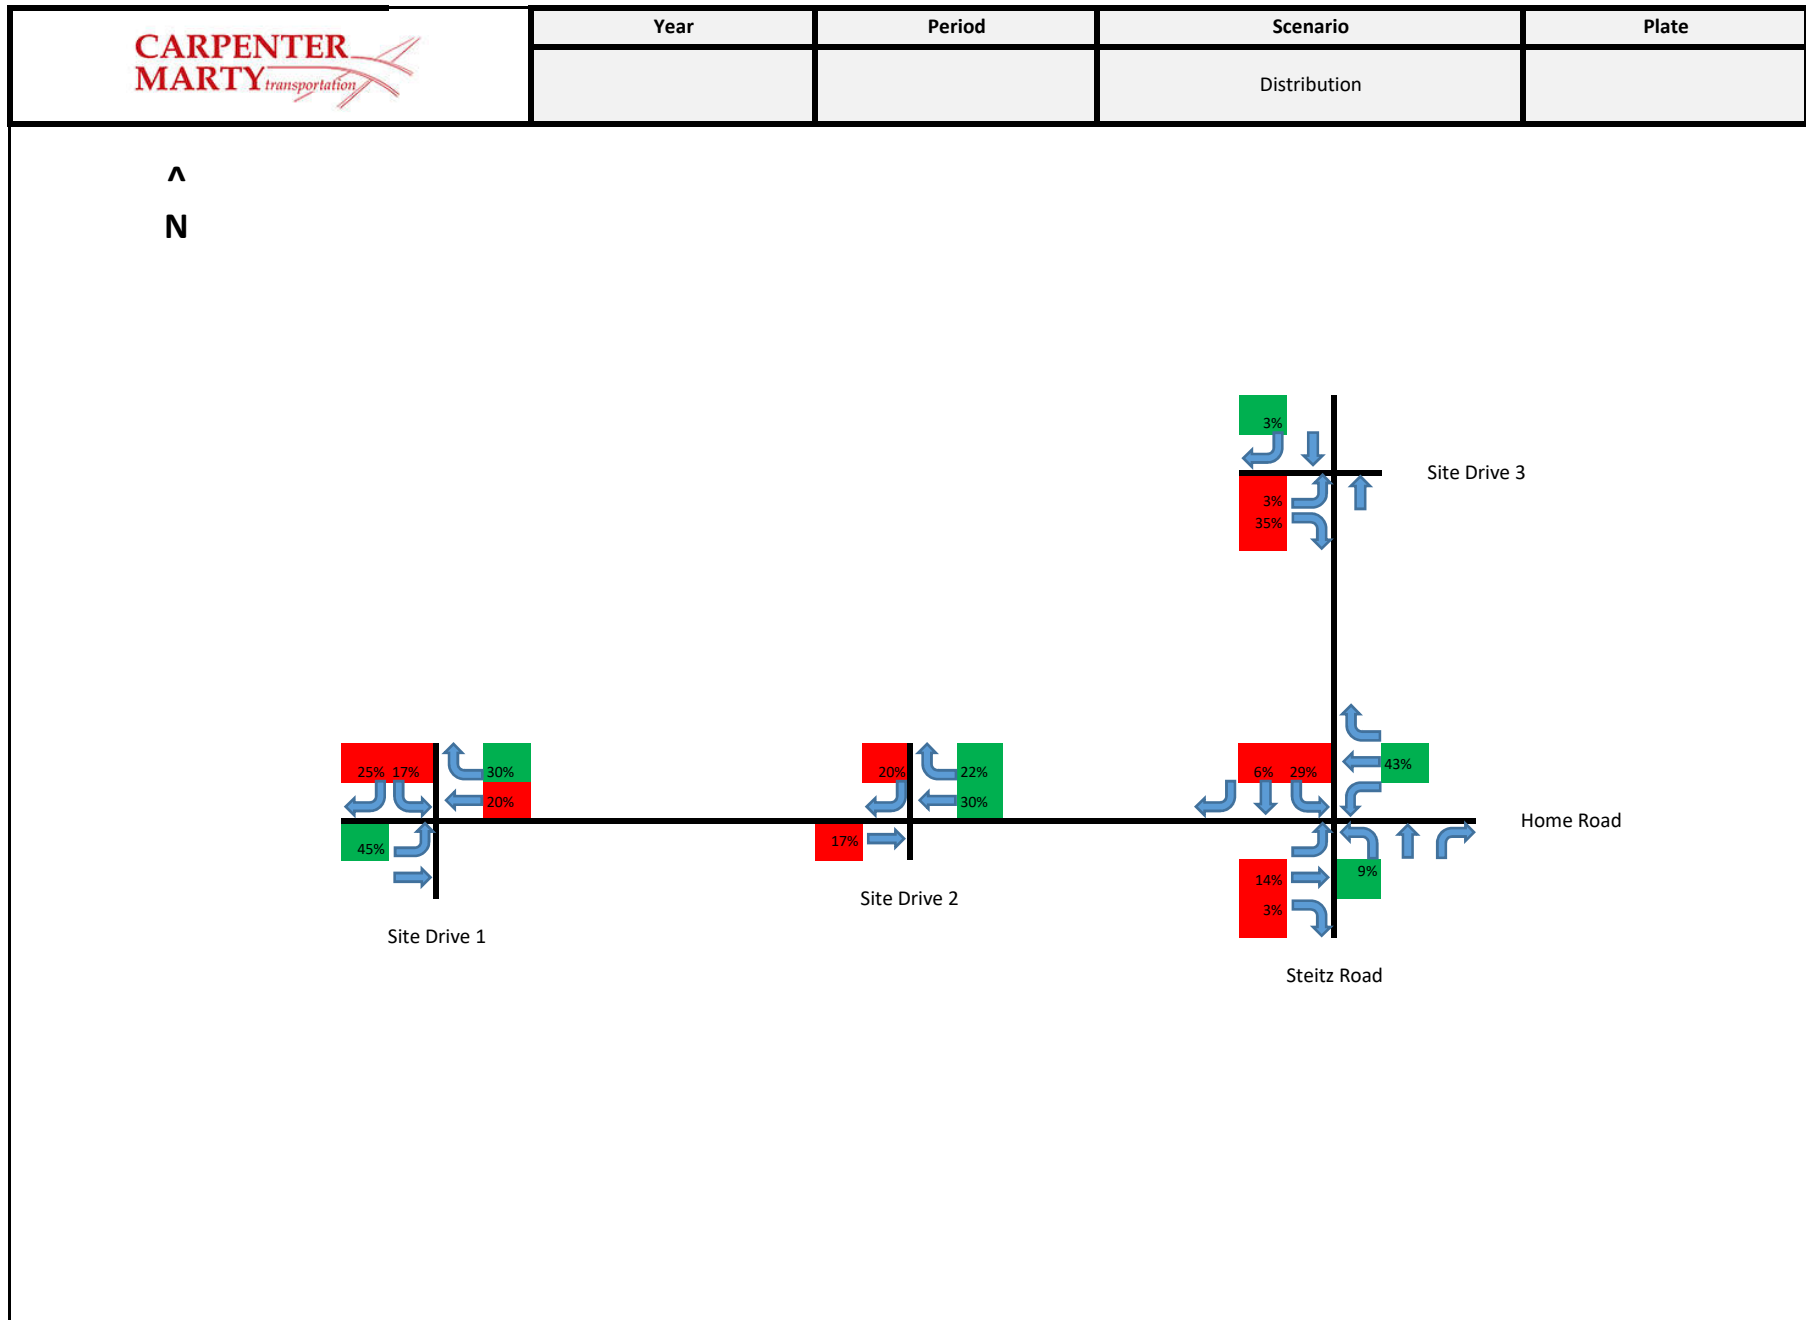 CARPENTER
MARTY transportation
Year Period Scenario Plate
Distribution
^
N
3%
Site Drive 3
3%
35%
25% 17% 30%
20%
20% 22%
30%
6% 29% 43%
Home Road
45%
17%
14% 9%
3%
Site Drive 2
Site Drive 1
Steitz Road